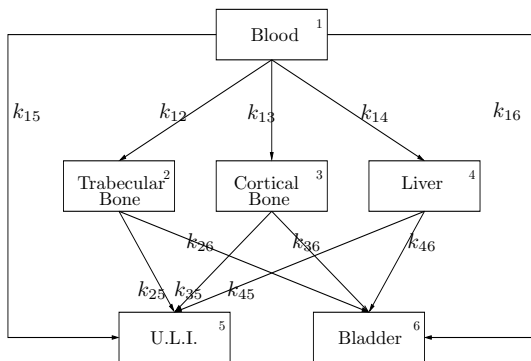 Blood 1
k15
k12
k13
k14
k16
Trabecular 2
Bone
Cortical 3
Bone
Liver 4
k26
k36
k46
k25
k35
k45
U.L.I. 5
Bladder 6